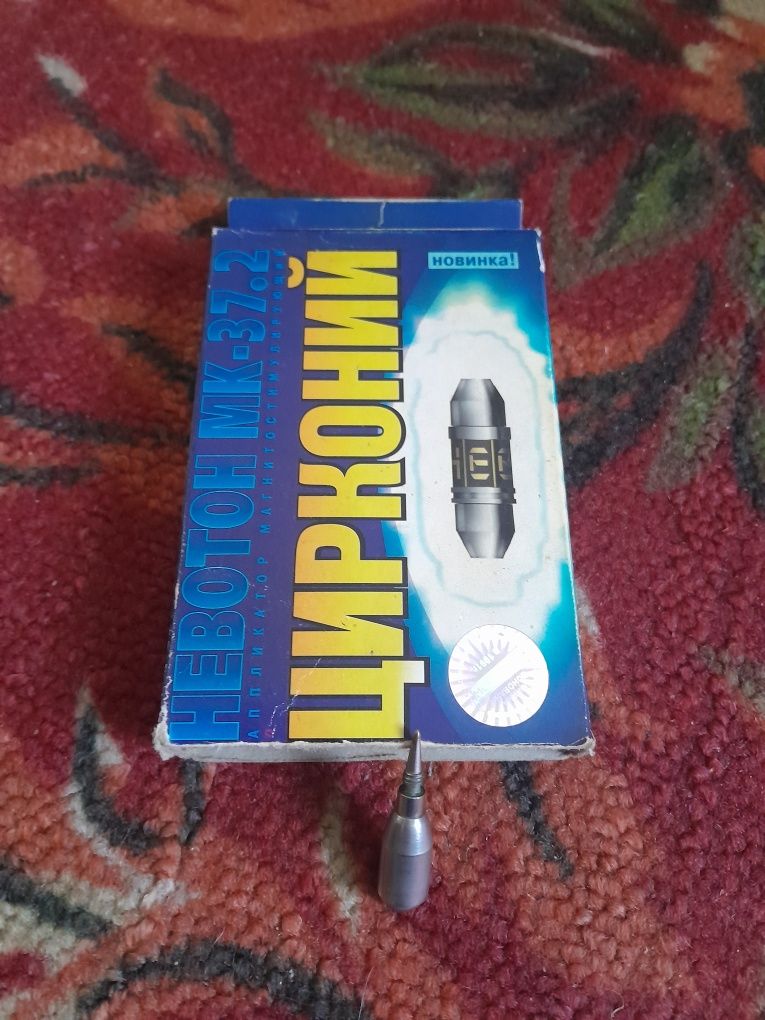 НЕВОТОН МК-37.2
АППЛИКАТОР МАГНИТОСТИМУЛИРУЮЩИЙ
ЦИРКОНИЙ
новинка!